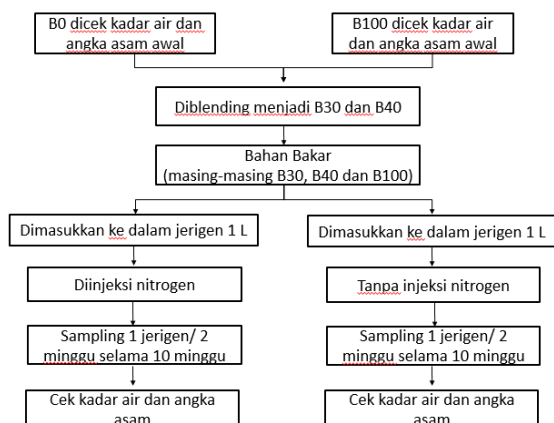 B0 dicek kadar air dan
angka asam awal
B100 dicek kadar air
dan angka asam awal
Diblending menjadi B30 dan B40
Bahan Bakar
(masing-masing B30, B40 dan B100)
Dimasukkan ke dalam jerigen 1 L
Dimasukkan ke dalam jerigen 1 L
Diinjeksi nitrogen
Tanpa injeksi nitrogen
Sampling 1 jerigen/ 2
minggu selama 10 minggu
Sampling 1 jerigen/ 2
minggu selama 10 minggu
Cek kadar air dan angka
asam
Cek kadar air dan angka
asam